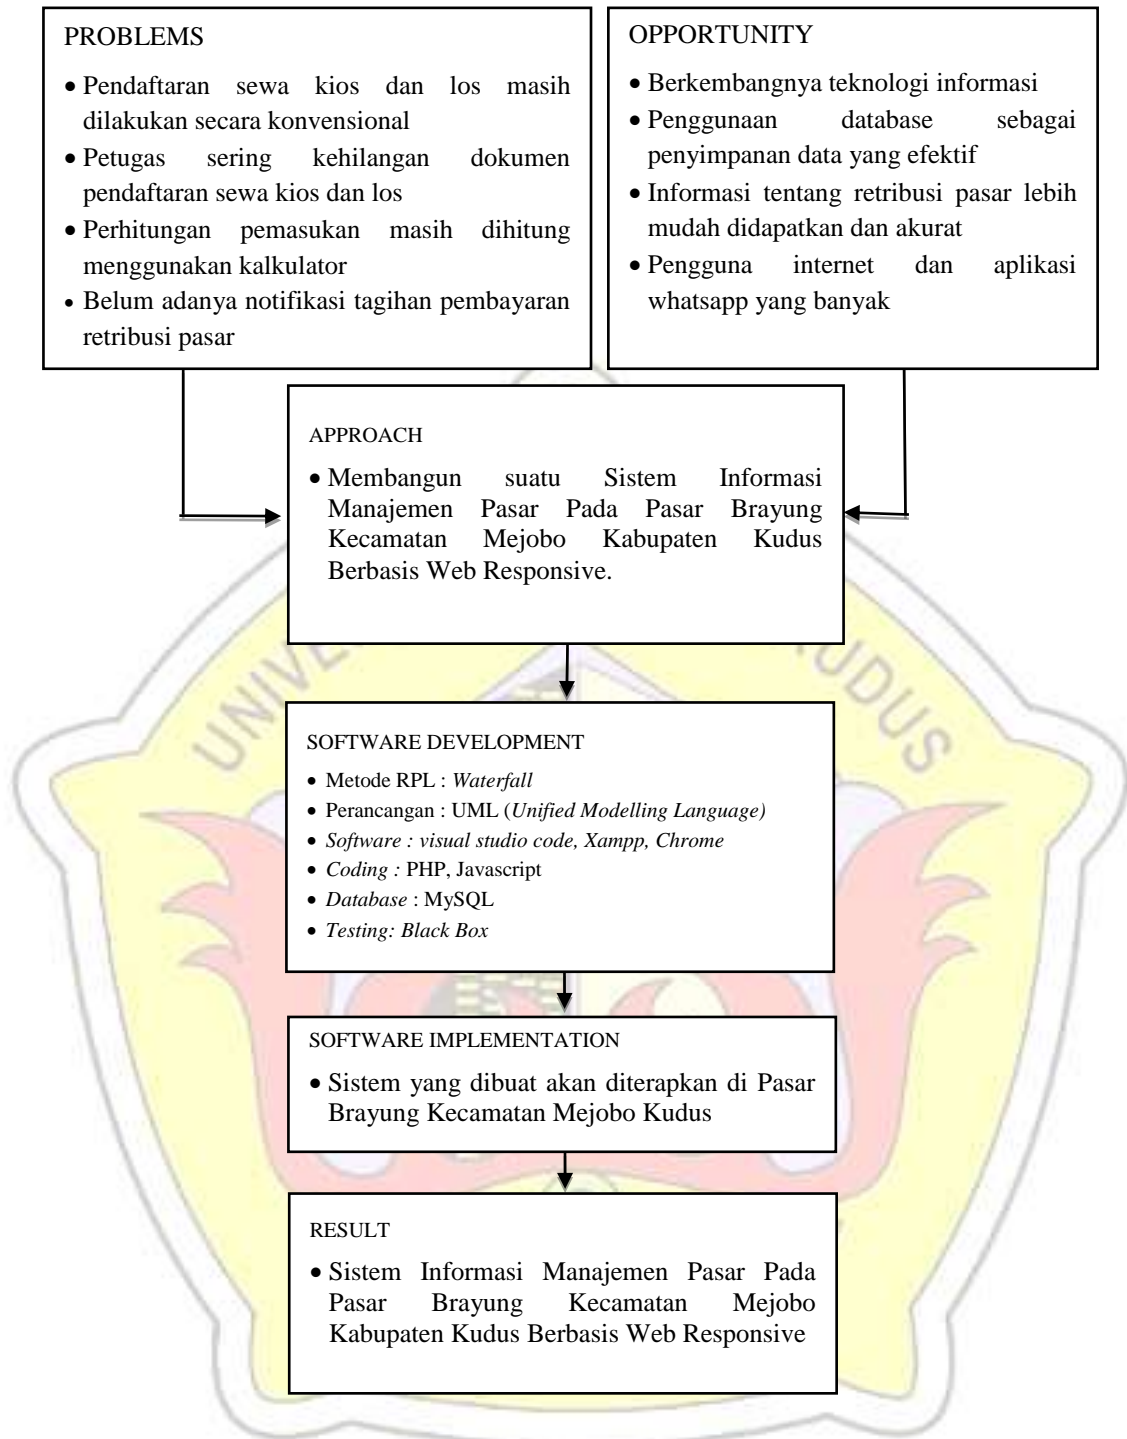 PROBLEMS
• Pendaftaran sewa kios dan los masih
dilakukan secara konvensional
• Petugas sering kehilangan dokumen
pendaftaran sewa kios dan los
• Perhitungan pemasukan masih dihitung
menggunakan kalkulator
• Belum adanya notifikasi tagihan pembayaran
retribusi pasar
OPPORTUNITY
• Berkembangnya teknologi informasi
• Penggunaan database sebagai
penyimpanan data yang efektif
• Informasi tentang retribusi pasar lebih
mudah didapatkan dan akurat
• Pengguna internet dan aplikasi
whatsapp yang banyak
APPROACH
• Membangun suatu Sistem Informasi
Manajemen Pasar Pada Pasar Brayung
Kecamatan Mejobo Kabupaten Kudus
Berbasis Web Responsive.
KUDUS
SOFTWARE DEVELOPMENT
• Metode RPL : Waterfall
• Perancangan : UML (Unified Modelling Language)
• Software : visual studio code, Xampp, Chrome
• Coding : PHP, Javascript
• Database : MySQL
• Testing: Black Box
SOFTWARE IMPLEMENTATION
• Sistem yang dibuat akan diterapkan di Pasar
Brayung Kecamatan Mejobo Kudus
RESULT
• Sistem Informasi Manajemen Pasar Pada
Pasar Brayung Kecamatan Mejobo
Kabupaten Kudus Berbasis Web Responsive